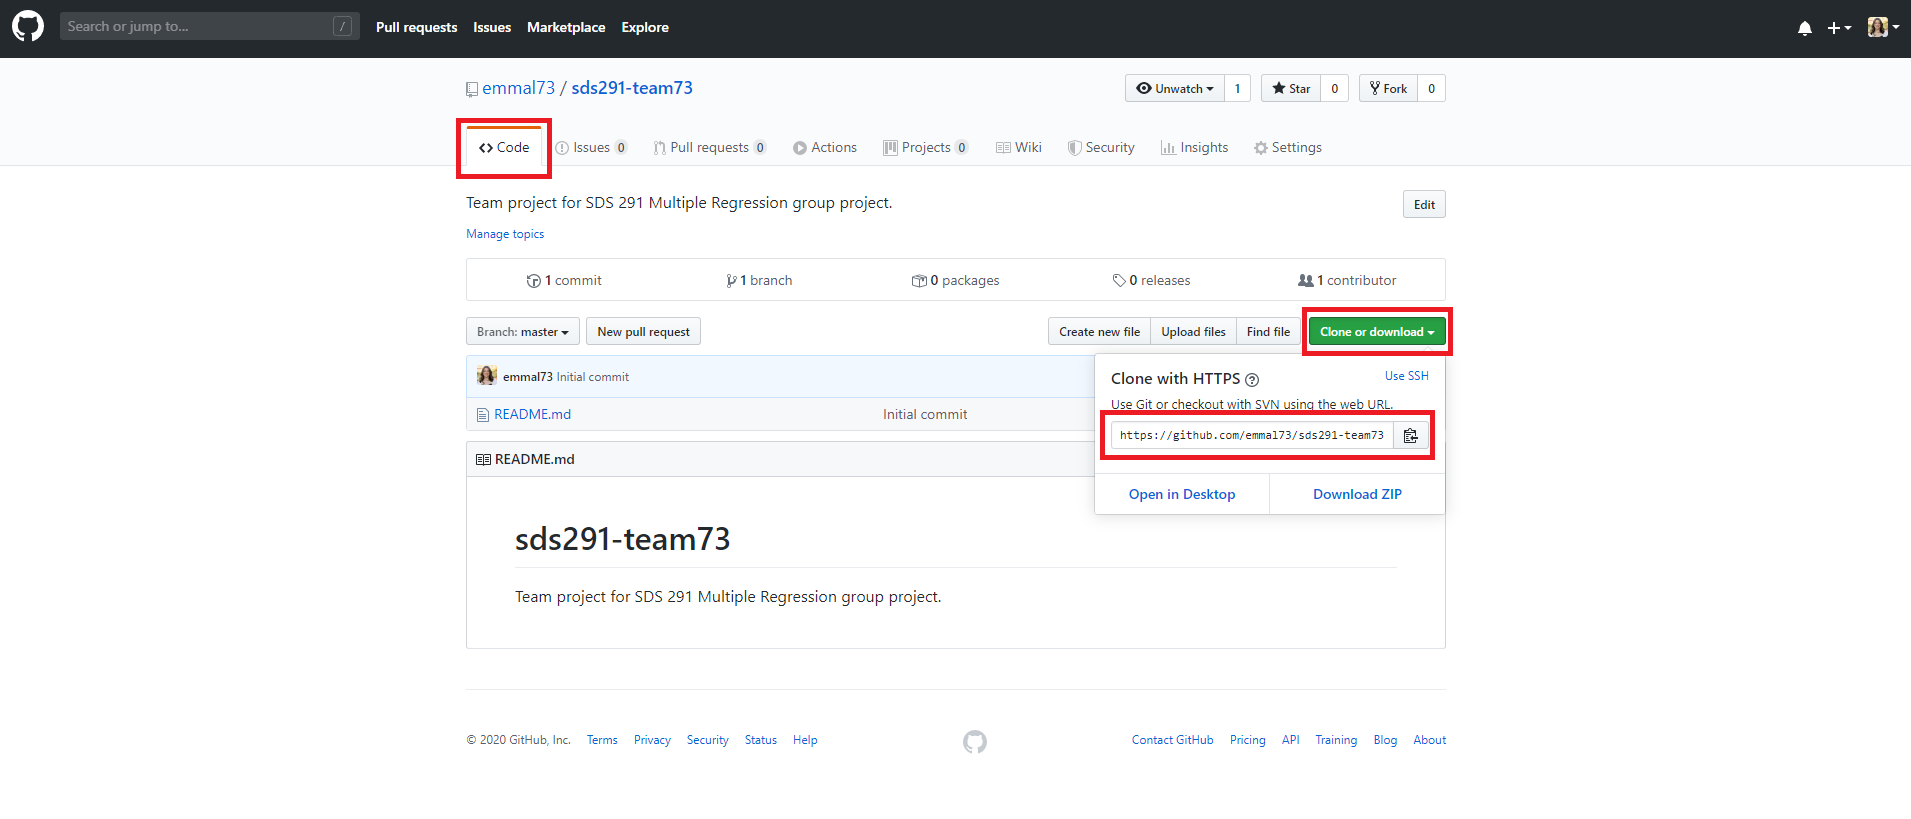 Search or jump to... /
Pull requests Issues Marketplace Explore
emmal73 / sds291-team73
Unwatch 1 Star 0 Fork 0
Code Issues 0 Pull requests 0 Actions Projects 0 Wiki Security Insights Settings
Team project for SDS 291 Multiple Regression group project.
Edit
Manage topics
1 commit 1 branch 0 packages 0 releases 1 contributor
Branch: master New pull request Create new file Upload files Find file Clone or download
emmal73 Initial commit
README.md Initial commit
Clone with HTTPS ? Use SSH
Use Git or checkout with SVN using the web URL.
https://github.com/emmal73/sds291-team73
Open in Desktop Download ZIP
README.md
sds291-team73
Team project for SDS 291 Multiple Regression group project.
© 2020 GitHub, Inc. Terms Privacy Security Status Help Contact GitHub Pricing API Training Blog About